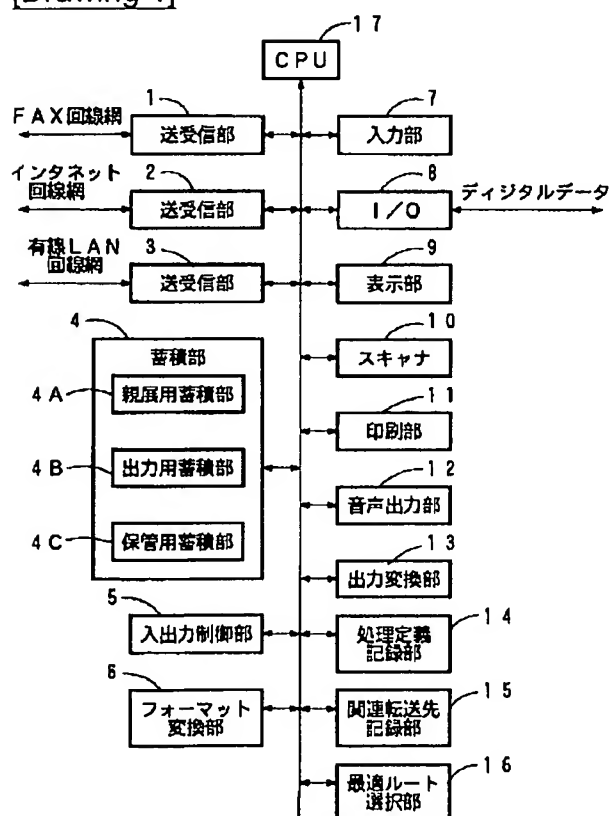 [Drawing 1]
17
CPU
FAX回線網
1
送受信部
7
入力部
インタネット
回線網
2
送受信部
8
I/O
ディジタルデータ
有線LAN
回線網
3
送受信部
9
表示部
4
蓄積部
4A
親展用蓄積部
4B
出力用蓄積部
4C
保管用蓄積部
10
スキャナ
11
印刷部
12
音声出力部
13
出力変換部
5
入出力制御部
14
処理定義
記録部
6
フォーマット
変換部
15
関連転送先
記録部
16
最適ルート
選択部